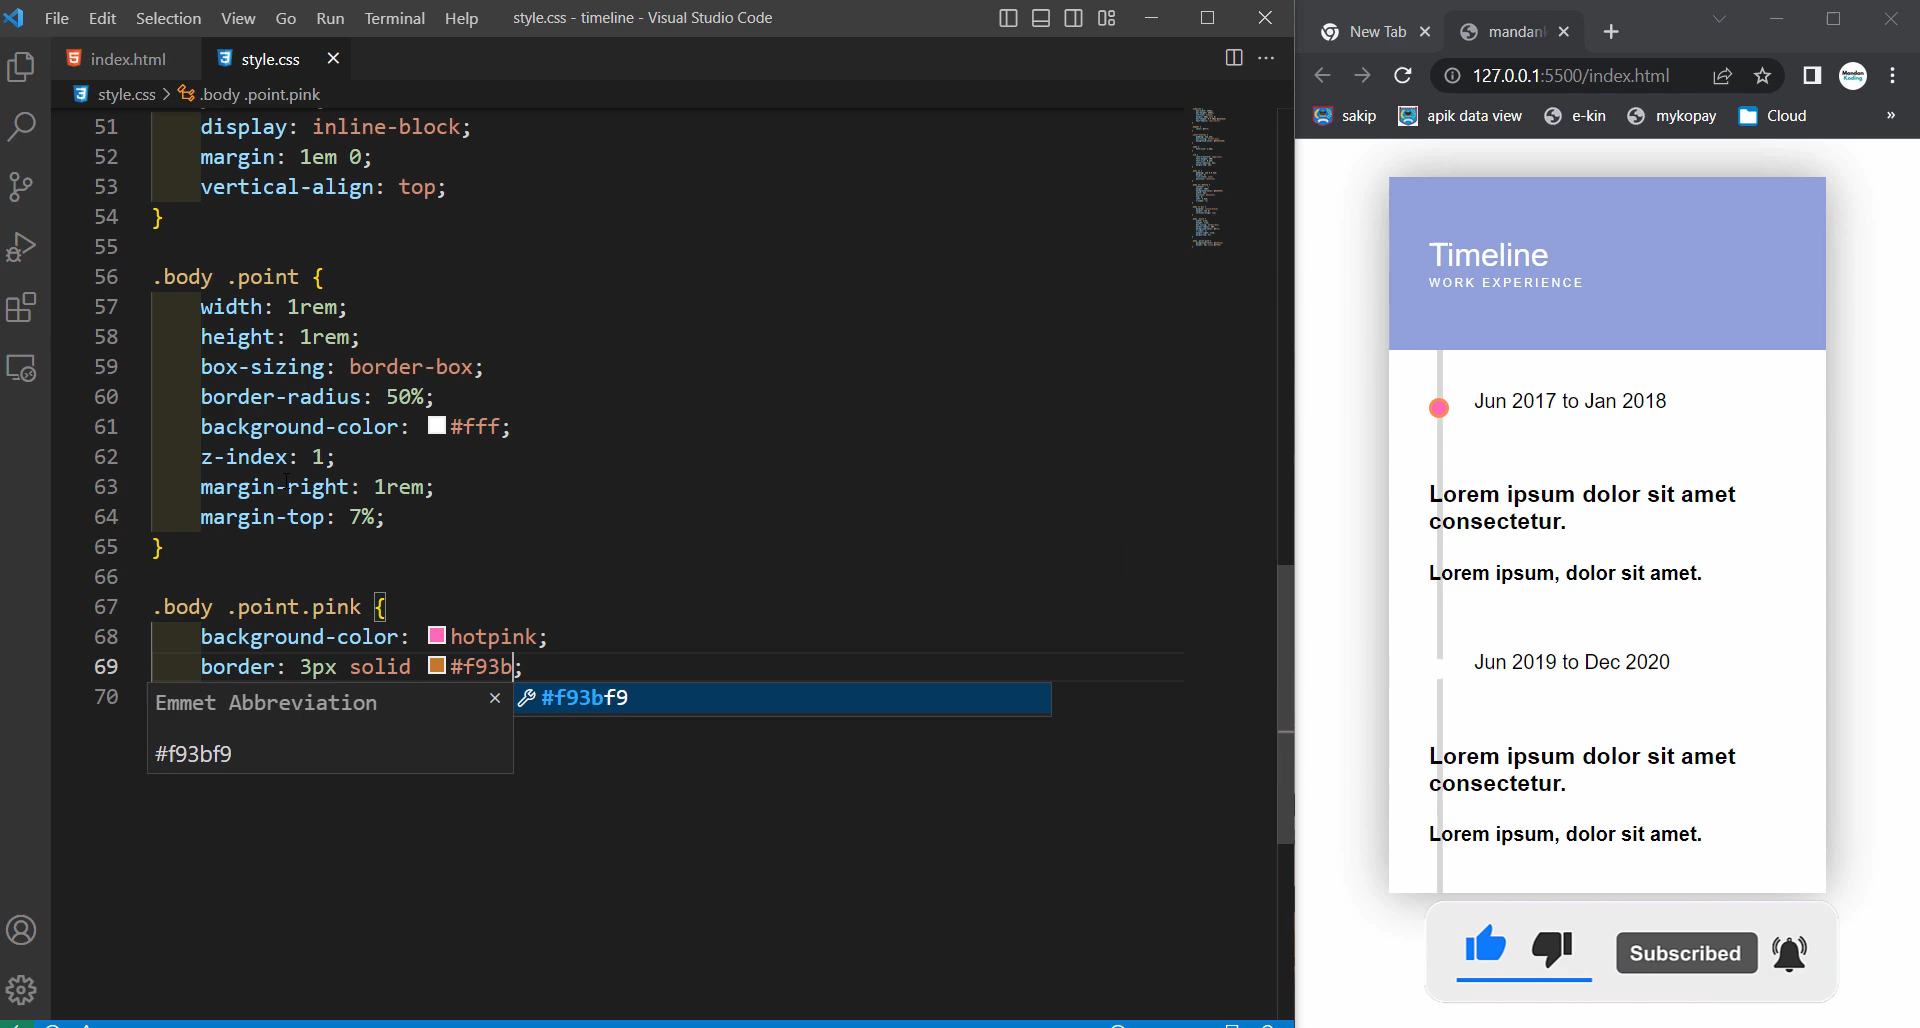 File Edit Selection View Go Run Terminal Help style.css - timeline - Visual Studio Code
index.html style.css
style.css > .body .point.pink
51 display: inline-block;
52 margin: 1em 0;
53 vertical-align: top;
54 }
55
56 .body .point {
57 width: 1rem;
58 height: 1rem;
59 box-sizing: border-box;
60 border-radius: 50%;
61 background-color: #fff;
62 z-index: 1;
63 margin-right: 1rem;
64 margin-top: 7%;
65 }
66
67 .body .point.pink {
68 background-color: hotpink;
69 border: 3px solid #f93b;
70
Emmet Abbreviation
#f93bf9
#f93bf9
New Tab mandan
127.0.0.1:5500/index.html
Mandan
Koding
sakip apik data view e-kin mykopay Cloud »
Timeline
WORK EXPERIENCE
Jun 2017 to Jan 2018
Lorem ipsum dolor sit amet
consectetur.
Lorem ipsum, dolor sit amet.
Jun 2019 to Dec 2020
Lorem ipsum dolor sit amet
consectetur.
Lorem ipsum, dolor sit amet.
Subscribed